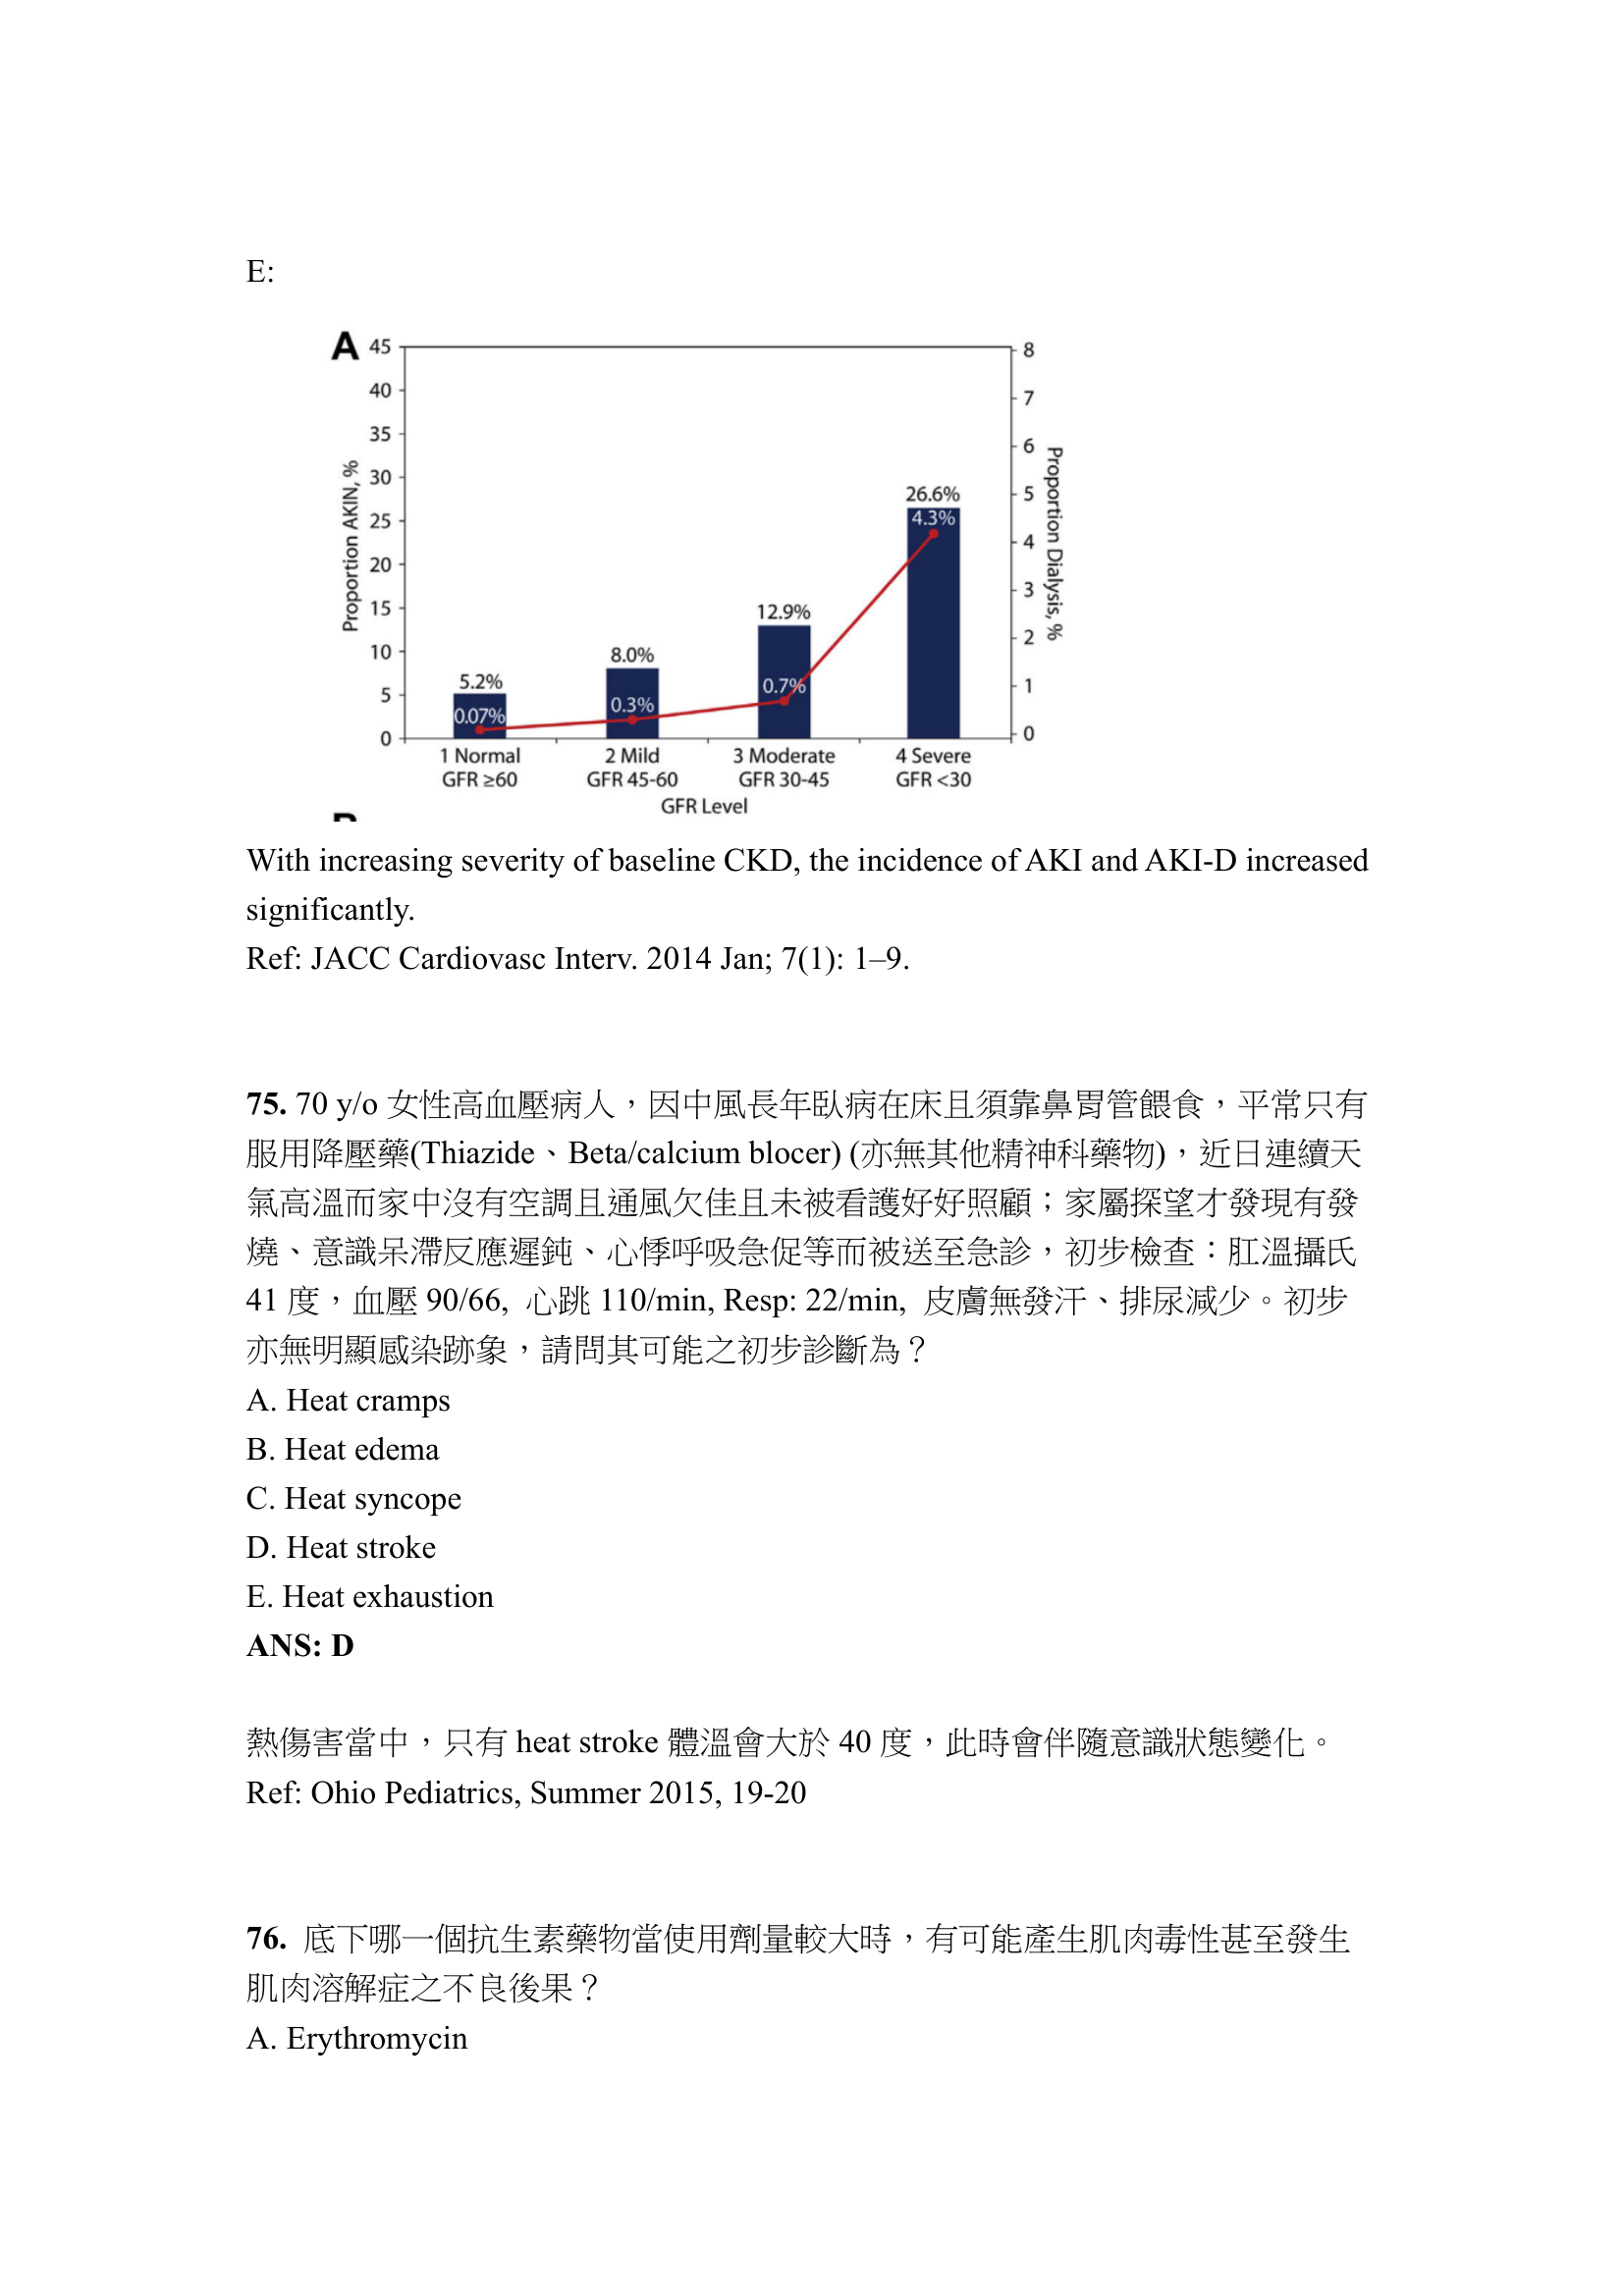 E:
A
45
40
35
30
25
20
15
10
5
0
Proportion AKIN, %
8
7
6
5
4
3
2
1
0
Proportion Dialysis, %
5.2%
0.07%
8.0%
0.3%
12.9%
0.7%
26.6%
4.3%
1 Normal 2 Mild 3 Moderate 4 Severe
GFR ≥60 GFR 45-60 GFR 30-45 GFR <30
GFR Level
With increasing severity of baseline CKD, the incidence of AKI and AKI-D increased
significantly.
Ref: JACC Cardiovasc Interv. 2014 Jan; 7(1): 1–9.
75. 70 y/o 女性高血壓病人，因中風長年臥病在床且須靠鼻胃管餵食，平常只有
服用降壓藥(Thiazide、Beta/calcium blocer) (亦無其他精神科藥物)，近日連續天
氣高溫而家中沒有空調且通風欠佳且未被看護好好照顧；家屬探望才發現有發
燒、意識呆滯反應遲鈍、心悸呼吸急促等而被送至急診，初步檢查：肛溫攝氏
41 度，血壓 90/66, 心跳 110/min, Resp: 22/min, 皮膚無發汗、排尿減少。初步
亦無明顯感染跡象，請問其可能之初步診斷為？
A. Heat cramps
B. Heat edema
C. Heat syncope
D. Heat stroke
E. Heat exhaustion
ANS: D
熱傷害當中，只有 heat stroke 體溫會大於 40 度，此時會伴隨意識狀態變化。
Ref: Ohio Pediatrics, Summer 2015, 19-20
76. 底下哪一個抗生素藥物當使用劑量較大時，有可能產生肌肉毒性甚至發生
肌肉溶解症之不良後果？
A. Erythromycin